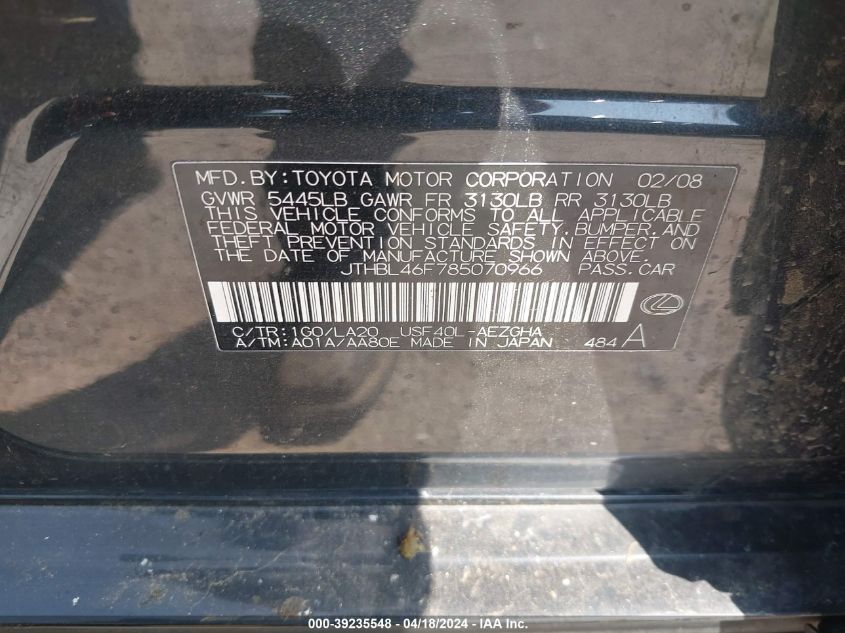 MFD.BY:TOYOTA MOTOR CORPORATION 02/08
GVWR 5445LB GAWR FR 3130LB RR 3130LB
THIS VEHICLE CONFORMS TO ALL APPLICABLE
FEDERAL MOTOR VEHICLE SAFETY.BUMPER.AND
THEFT PREVENTION STANDARDS IN EFFECT ON
THE DATE OF MANUFACTURE SHOWN ABOVE.
JTHBL46F785070966 PASS.CAR
C/TR:1G0/LA20 USF40L-AEZGHA
A/TM:A01A/AA80E MADE IN JAPAN 484 A
000-39235548 - 04/18/2024 - IAA Inc.